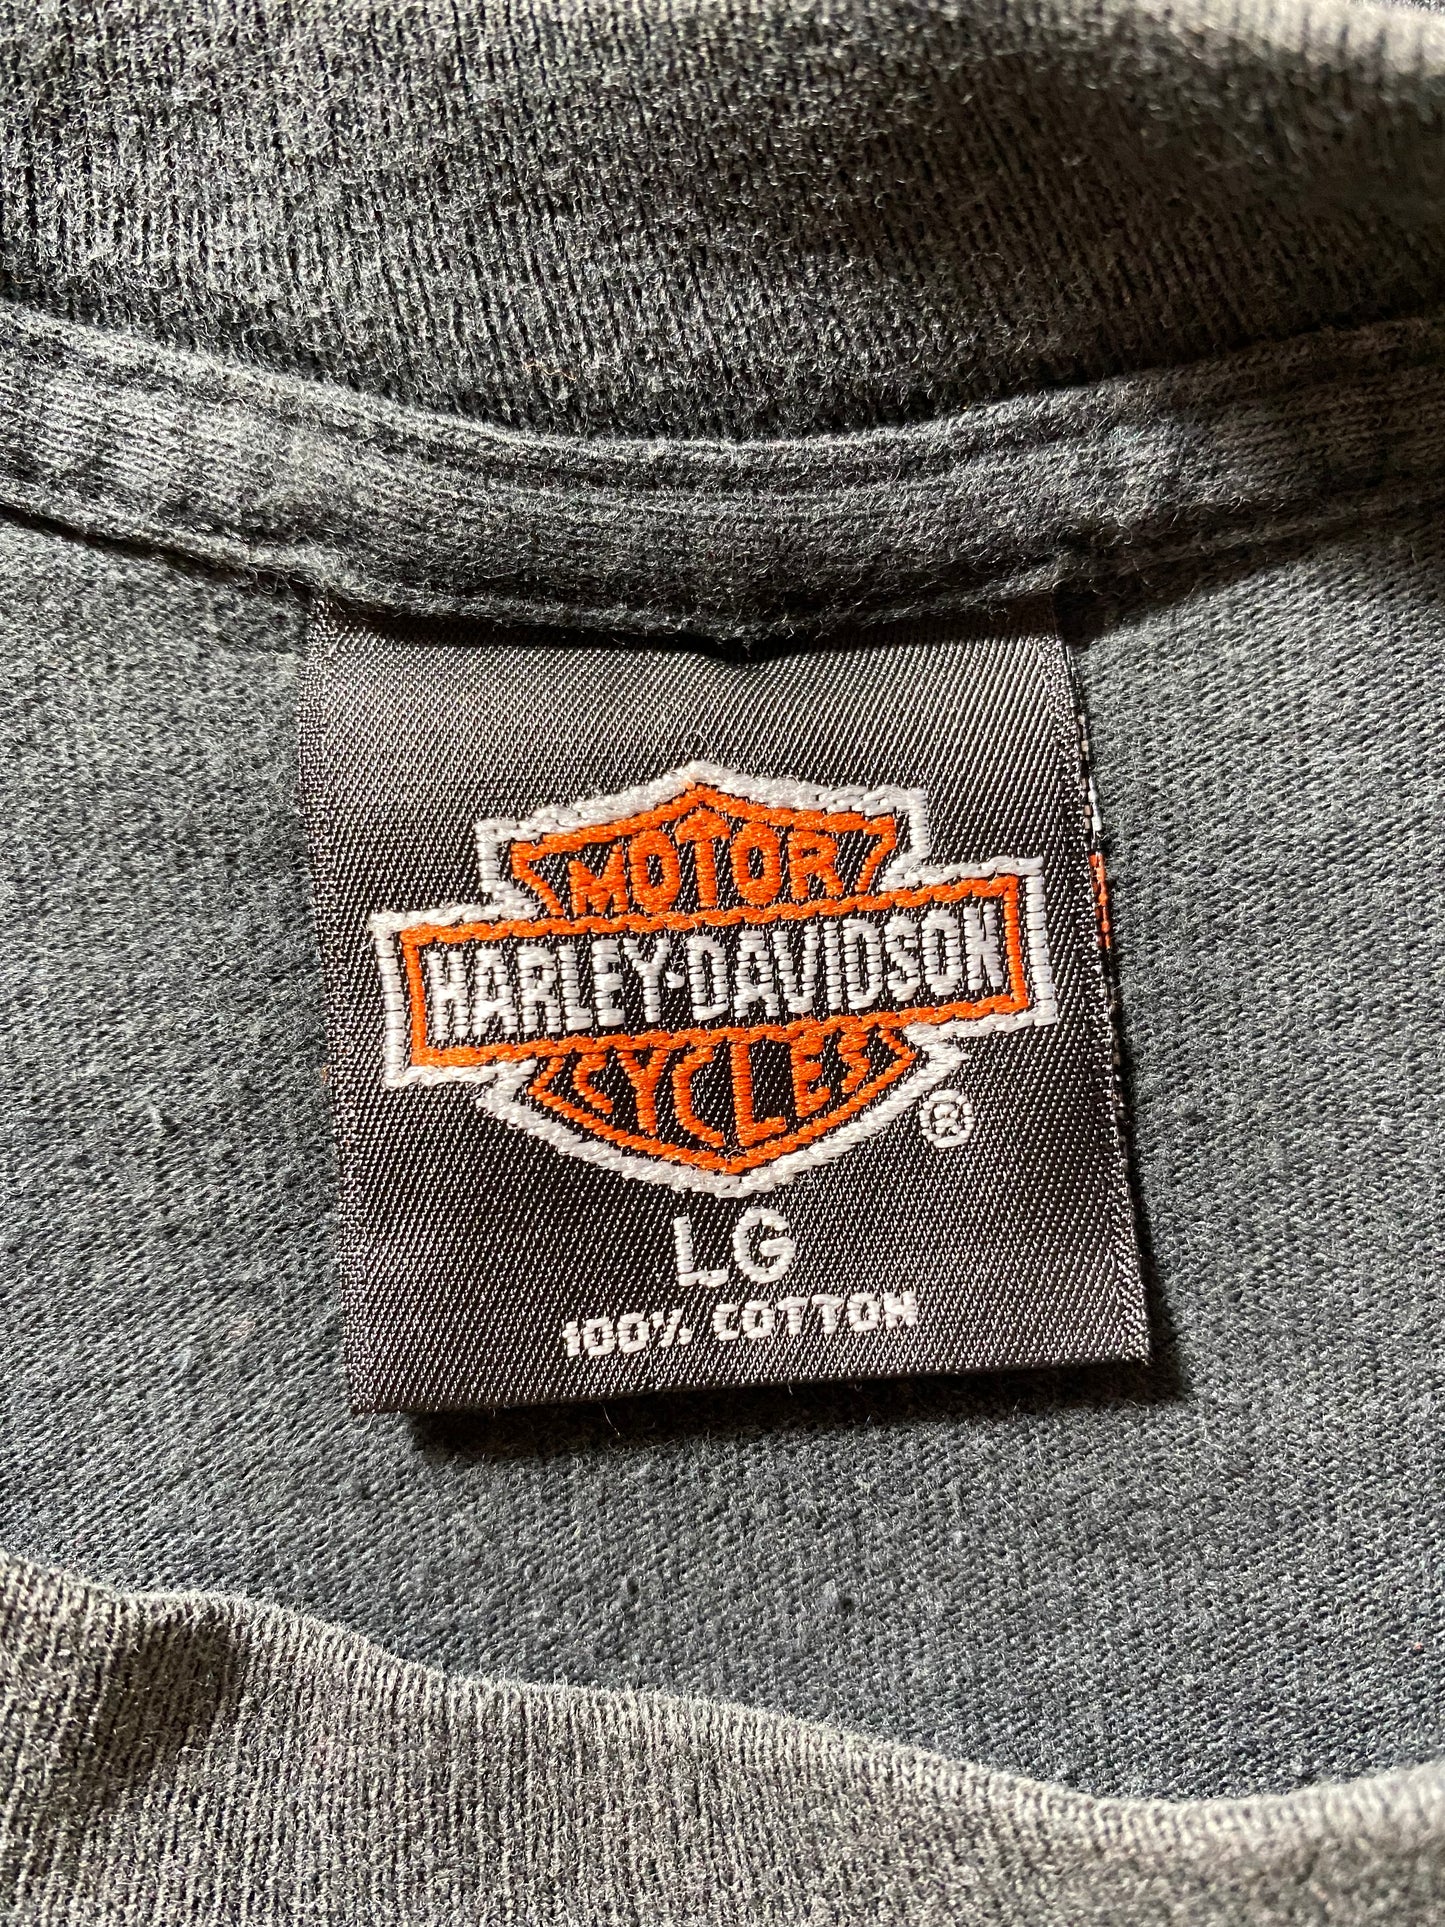 MOTOR
HARLEY-DAVIDSON
CYCLES
®
LG
100% COTTON